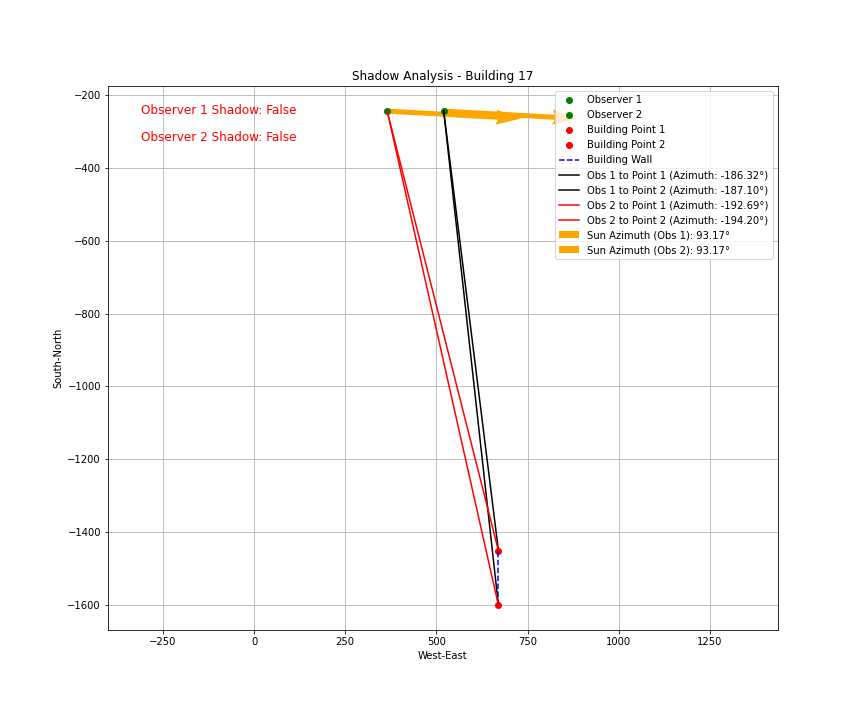 Shadow Analysis - Building 17
Observer 1 Shadow: False
Observer 2 Shadow: False
Observer 1
Observer 2
Building Point 1
Building Point 2
Building Wall
Obs 1 to Point 1 (Azimuth: -186.32°)
Obs 1 to Point 2 (Azimuth: -187.10°)
Obs 2 to Point 1 (Azimuth: -192.69°)
Obs 2 to Point 2 (Azimuth: -194.20°)
Sun Azimuth (Obs 1): 93.17°
Sun Azimuth (Obs 2): 93.17°
−200
−400
−600
−800
−1000
−1200
−1400
−1600
South-North
−250
0
250
500
750
1000
1250
West-East